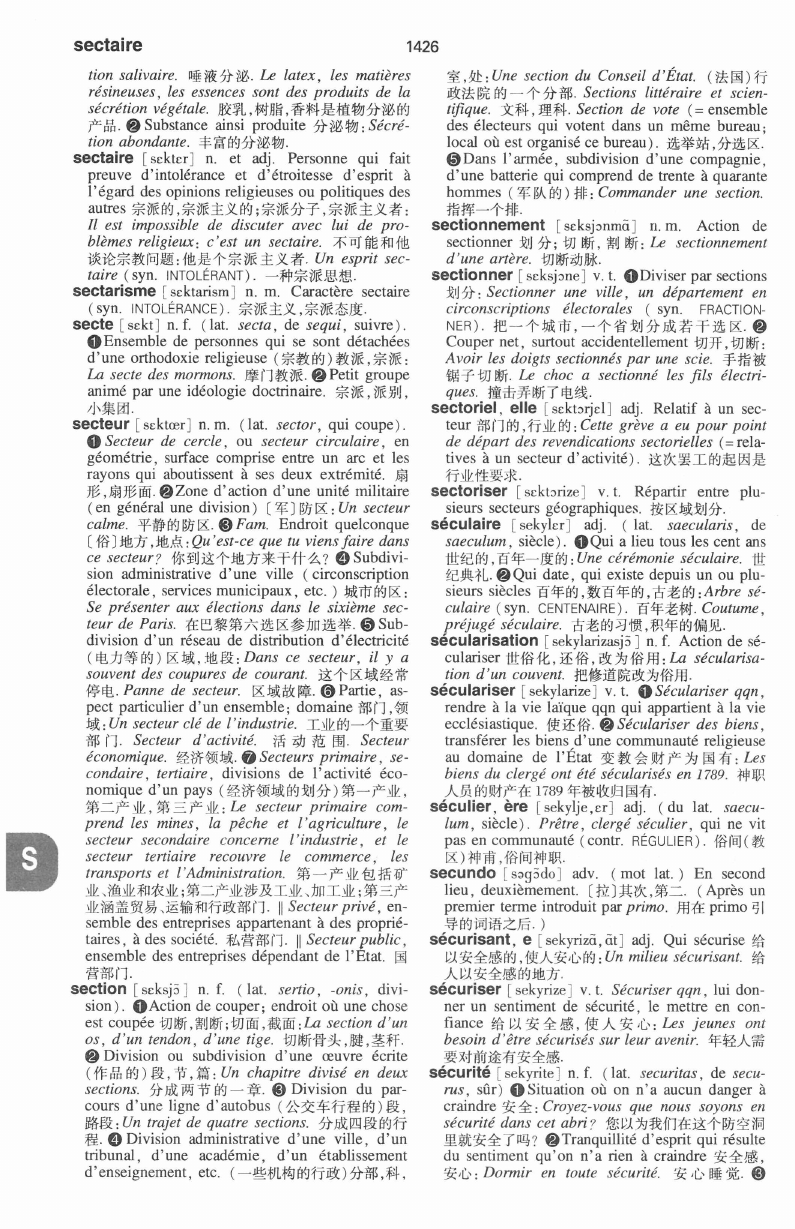 sectaire
1426
tion salivaire. 唾液分泌. Le latex, les matières
résineuses, les essences sont des produits de la
sécrétion végétale. 胶乳,树脂,香料是植物分泌的
产品. ❷ Substance ainsi produite 分泌物: Sécré-
tion abondante. 丰富的分泌物.
sectaire [sɛktɛr] n. et adj. Personne qui fait
preuve d'intolérance et d'étroitesse d'esprit à
l'égard des opinions religieuses ou politiques des
autres 宗派的,宗派主义的;宗派分子,宗派主义者:
Il est impossible de discuter avec lui de pro-
blèmes religieux: c'est un sectaire. 不可能和他
谈论宗教问题:他是个宗派主义者. Un esprit sec-
taire (syn. INTOLÉRANT). 一种宗派思想.
sectarisme [sɛktarism] n. m. Caractère sectaire
(syn. INTOLÉRANCE). 宗派主义,宗派态度.
secte [sɛkt] n. f. (lat. secta, de sequi, suivre).
❶Ensemble de personnes qui se sont détachées
d'une orthodoxie religieuse (宗教的)教派,宗派:
La secte des mormons. 摩门教派. ❷Petit groupe
animé par une idéologie doctrinaire. 宗派,派别,
小集团.
secteur [sɛktœr] n. m. (lat. sector, qui coupe).
❶ Secteur de cercle, ou secteur circulaire, en
géométrie, surface comprise entre un arc et les
rayons qui aboutissent à ses deux extrémité. 扇
形,扇形面. ❷Zone d'action d'une unité militaire
(en général une division) [军]防区: Un secteur
calme. 平静的防区. ❸ Fam. Endroit quelconque
[俗]地方,地点: Qu'est-ce que tu viens faire dans
ce secteur? 你到这个地方来干什么? ❹ Subdivi-
sion administrative d'une ville (circonscription
électorale, services municipaux, etc.) 城市的区:
Se présenter aux élections dans le sixième sec-
teur de Paris. 在巴黎第六选区参加选举. ❺ Sub-
division d'un réseau de distribution d'électricité
(电力等的)区域,地段: Dans ce secteur, il y a
souvent des coupures de courant. 这个区域经常
停电. Panne de secteur. 区域故障. ❻ Partie, as-
pect particulier d'un ensemble; domaine 部门,领
域: Un secteur clé de l'industrie. 工业的一个重要
部门. Secteur d'activité. 活动范围. Secteur
économique. 经济领域. ❼ Secteurs primaire, se-
condaire, tertiaire, divisions de l'activité éco-
nomique d'un pays (经济领域的划分)第一产业,
第二产业,第三产业: Le secteur primaire com-
prend les mines, la pêche et l'agriculture, le
secteur secondaire concerne l'industrie, et le
secteur tertiaire recouvre le commerce, les
transports et l'Administration. 第一产业包括矿
业、渔业和农业;第二产业涉及工业、加工业;第三产
业涵盖贸易、运输和行政部门. ‖ Secteur privé, en-
semble des entreprises appartenant à des proprié-
taires, à des société. 私营部门. ‖ Secteur public,
ensemble des entreprises dépendant de l'État. 国
营部门.
section [sɛksjɔ̃] n. f. (lat. sertio, -onis, divi-
sion). ❶Action de couper; endroit où une chose
est coupée 切断,割断;切面,截面: La section d'un
os, d'un tendon, d'une tige. 切断骨头,腱,茎秆.
❷ Division ou subdivision d'une œuvre écrite
(作品的)段,节,篇: Un chapitre divisé en deux
sections. 分成两节的一章. ❸ Division du par-
cours d'une ligne d'autobus (公交车行程的)段,
路段: Un trajet de quatre sections. 分成四段的行
程. ❹ Division administrative d'une ville, d'un
tribunal, d'une académie, d'un établissement
d'enseignement, etc. (一些机构的行政)分部,科,
室,处: Une section du Conseil d'État. (法国)行
政法院的一个分部. Sections littéraire et scien-
tifique. 文科,理科. Section de vote (= ensemble
des électeurs qui votent dans un même bureau;
local où est organisé ce bureau). 选举站,分选区.
❺Dans l'armée, subdivision d'une compagnie,
d'une batterie qui comprend de trente à quarante
hommes (军队的)排: Commander une section.
指挥一个排.
sectionnement [sɛksjɔnmɑ̃] n. m. Action de
sectionner 划分;切断,割断: Le sectionnement
d'une artère. 切断动脉.
sectionner [sɛksjɔne] v. t. ❶Diviser par sections
划分: Sectionner une ville, un département en
circonscriptions électorales (syn. FRACTION-
NER). 把一个城市,一个省划分成若干选区. ❷
Couper net, surtout accidentellement 切开,切断:
Avoir les doigts sectionnés par une scie. 手指被
锯子切断. Le choc a sectionné les fils électri-
ques. 撞击弄断了电线.
sectoriel, elle [sɛktɔrjɛl] adj. Relatif à un sec-
teur 部门的,行业的: Cette grève a eu pour point
de départ des revendications sectorielles (= rela-
tives à un secteur d'activité). 这次罢工的起因是
行业性要求.
sectoriser [sɛktɔrize] v. t. Répartir entre plu-
sieurs secteurs géographiques. 按区域划分.
séculaire [sekylɛr] adj. (lat. saecularis, de
saeculum, siècle). ❶Qui a lieu tous les cent ans
世纪的,百年一度的: Une cérémonie séculaire. 世
纪典礼. ❷Qui date, qui existe depuis un ou plu-
sieurs siècles 百年的,数百年的,古老的: Arbre sé-
culaire (syn. CENTENAIRE). 百年老树. Coutume,
préjugé séculaire. 古老的习惯,积年的偏见.
sécularisation [sekylarizasjɔ̃] n. f. Action de sé-
culariser 世俗化,还俗,改为俗用: La sécularisa-
tion d'un couvent. 把修道院改为俗用.
séculariser [sekylarize] v. t. ❶Séculariser qqn,
rendre à la vie laïque qqn qui appartient à la vie
ecclésiastique. 使还俗. ❷ Séculariser des biens,
transférer les biens d'une communauté religieuse
au domaine de l'État 变教会财产为国有: Les
biens du clergé ont été sécularisés en 1789. 神职
人员的财产在 1789 年被收归国有.
séculier, ère [sekylje,ɛr] adj. (du lat. saecu-
lum, siècle). Prêtre, clergé séculier, qui ne vit
pas en communauté (contr. RÉGULIER). 俗间(教
区)神甫,俗间神职.
secundo [səgɔ̃do] adv. (mot lat.) En second
lieu, deuxièmement. [拉]其次,第二. (Après un
premier terme introduit par primo. 用在 primo 引
导的词语之后.)
sécurisant, e [sekyrizɑ̃,ɑ̃t] adj. Qui sécurise 给
以安全感的,使人安心的: Un milieu sécurisant. 给
人以安全感的地方.
sécuriser [sekyrize] v. t. Sécuriser qqn, lui don-
ner un sentiment de sécurité, le mettre en con-
fiance 给以安全感,使人安心: Les jeunes ont
besoin d'être sécurisés sur leur avenir. 年轻人需
要对前途有安全感.
sécurité [sekyrite] n. f. (lat. securitas, de secu-
rus, sûr) ❶Situation où on n'a aucun danger à
craindre 安全: Croyez-vous que nous soyons en
sécurité dans cet abri? 您以为我们在这个防空洞
里就安全了吗? ❷Tranquillité d'esprit qui résulte
du sentiment qu'on n'a rien à craindre 安全感,
安心: Dormir en toute sécurité. 安心睡觉. ❸
S